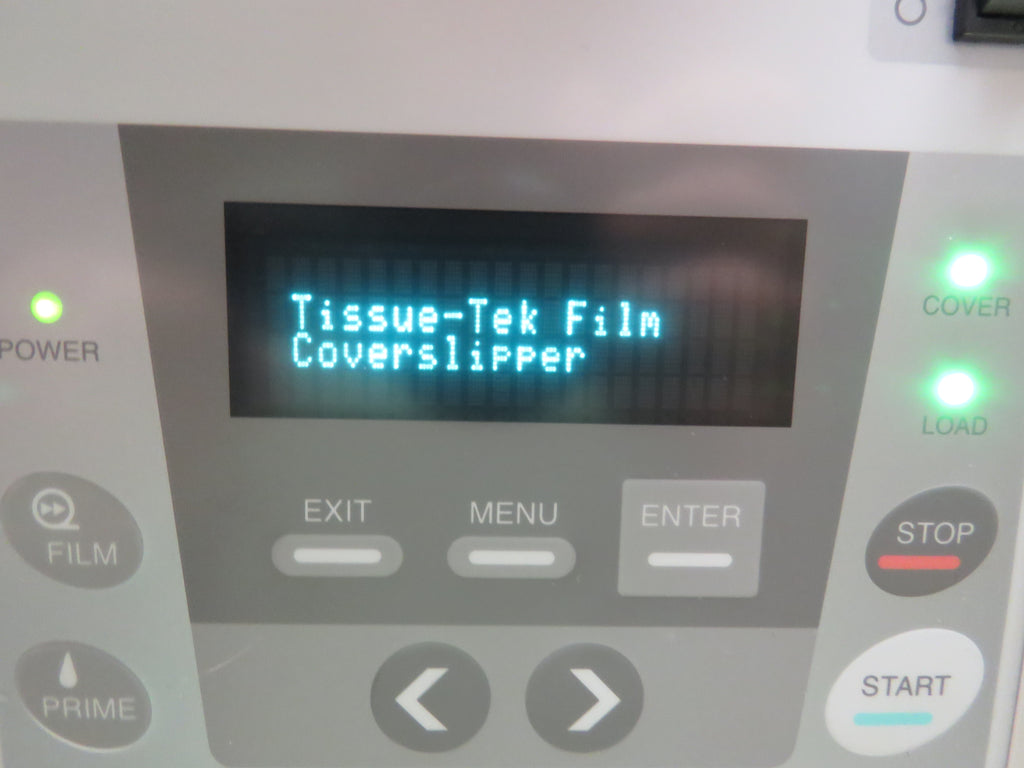 Tissue-Tek Film
Coverslipper
POWER
COVER
LOAD
EXIT
MENU
ENTER
STOP
FILM
PRIME
START